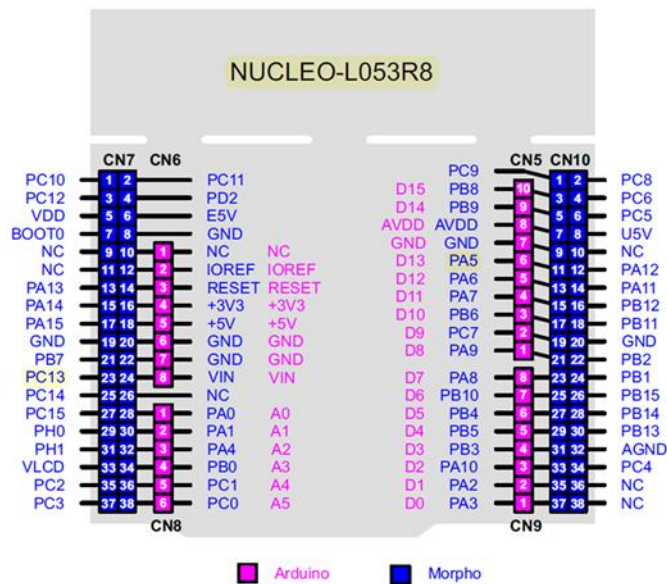 NUCLEO-L053R8
CN7 CN6 CN5 CN10
PC9
PC10 1 2 PC11 D15 PB8 10 1 2 PC8
PC12 3 4 PD2 D14 PB9 9 3 4 PC6
VDD 5 6 E5V AVDD AVDD 8 5 6 PC5
BOOT0 7 8 GND GND GND 7 7 8 U5V
NC 9 10 1 NC NC D13 PA5 6 9 10 NC
NC 11 12 2 IOREF IOREF D12 PA6 5 11 12 PA12
PA13 13 14 3 RESET RESET D11 PA7 4 13 14 PA11
PA14 15 16 4 +3V3 +3V3 D10 PB6 3 15 16 PB12
PA15 17 18 5 +5V +5V D9 PC7 2 17 18 PB11
GND 19 20 6 GND GND D8 PA9 1 19 20 GND
PB7 21 22 7 GND GND 21 22 PB2
PC13 23 24 8 VIN VIN D7 PA8 8 23 24 PB1
PC14 25 26 NC D6 PB10 7 25 26 PB15
PC15 27 28 1 PA0 A0 D5 PB4 6 27 28 PB14
PH0 29 30 2 PA1 A1 D4 PB5 5 29 30 PB13
PH1 31 32 3 PA4 A2 D3 PB3 4 31 32 AGND
VLCD 33 34 4 PB0 A3 D2 PA10 3 33 34 PC4
PC2 35 36 5 PC1 A4 D1 PA2 2 35 36 NC
PC3 37 38 6 PC0 A5 D0 PA3 1 37 38 NC
CN8 CN9
Arduino Morpho